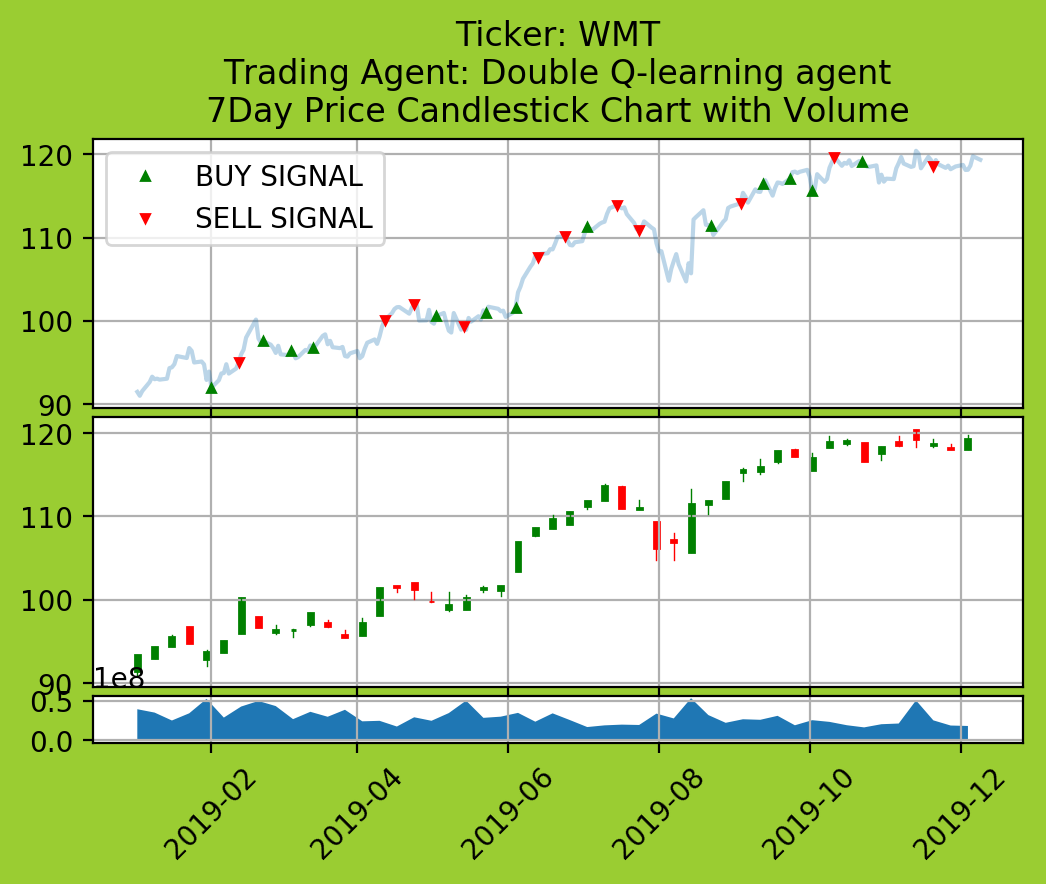 Ticker: WMT
Trading Agent: Double Q-learning agent
7Day Price Candlestick Chart with Volume
120
110
100
90
BUY SIGNAL
SELL SIGNAL
120
110
100
90
1e8
0.5
0.0
2019-02
2019-04
2019-06
2019-08
2019-10
2019-12